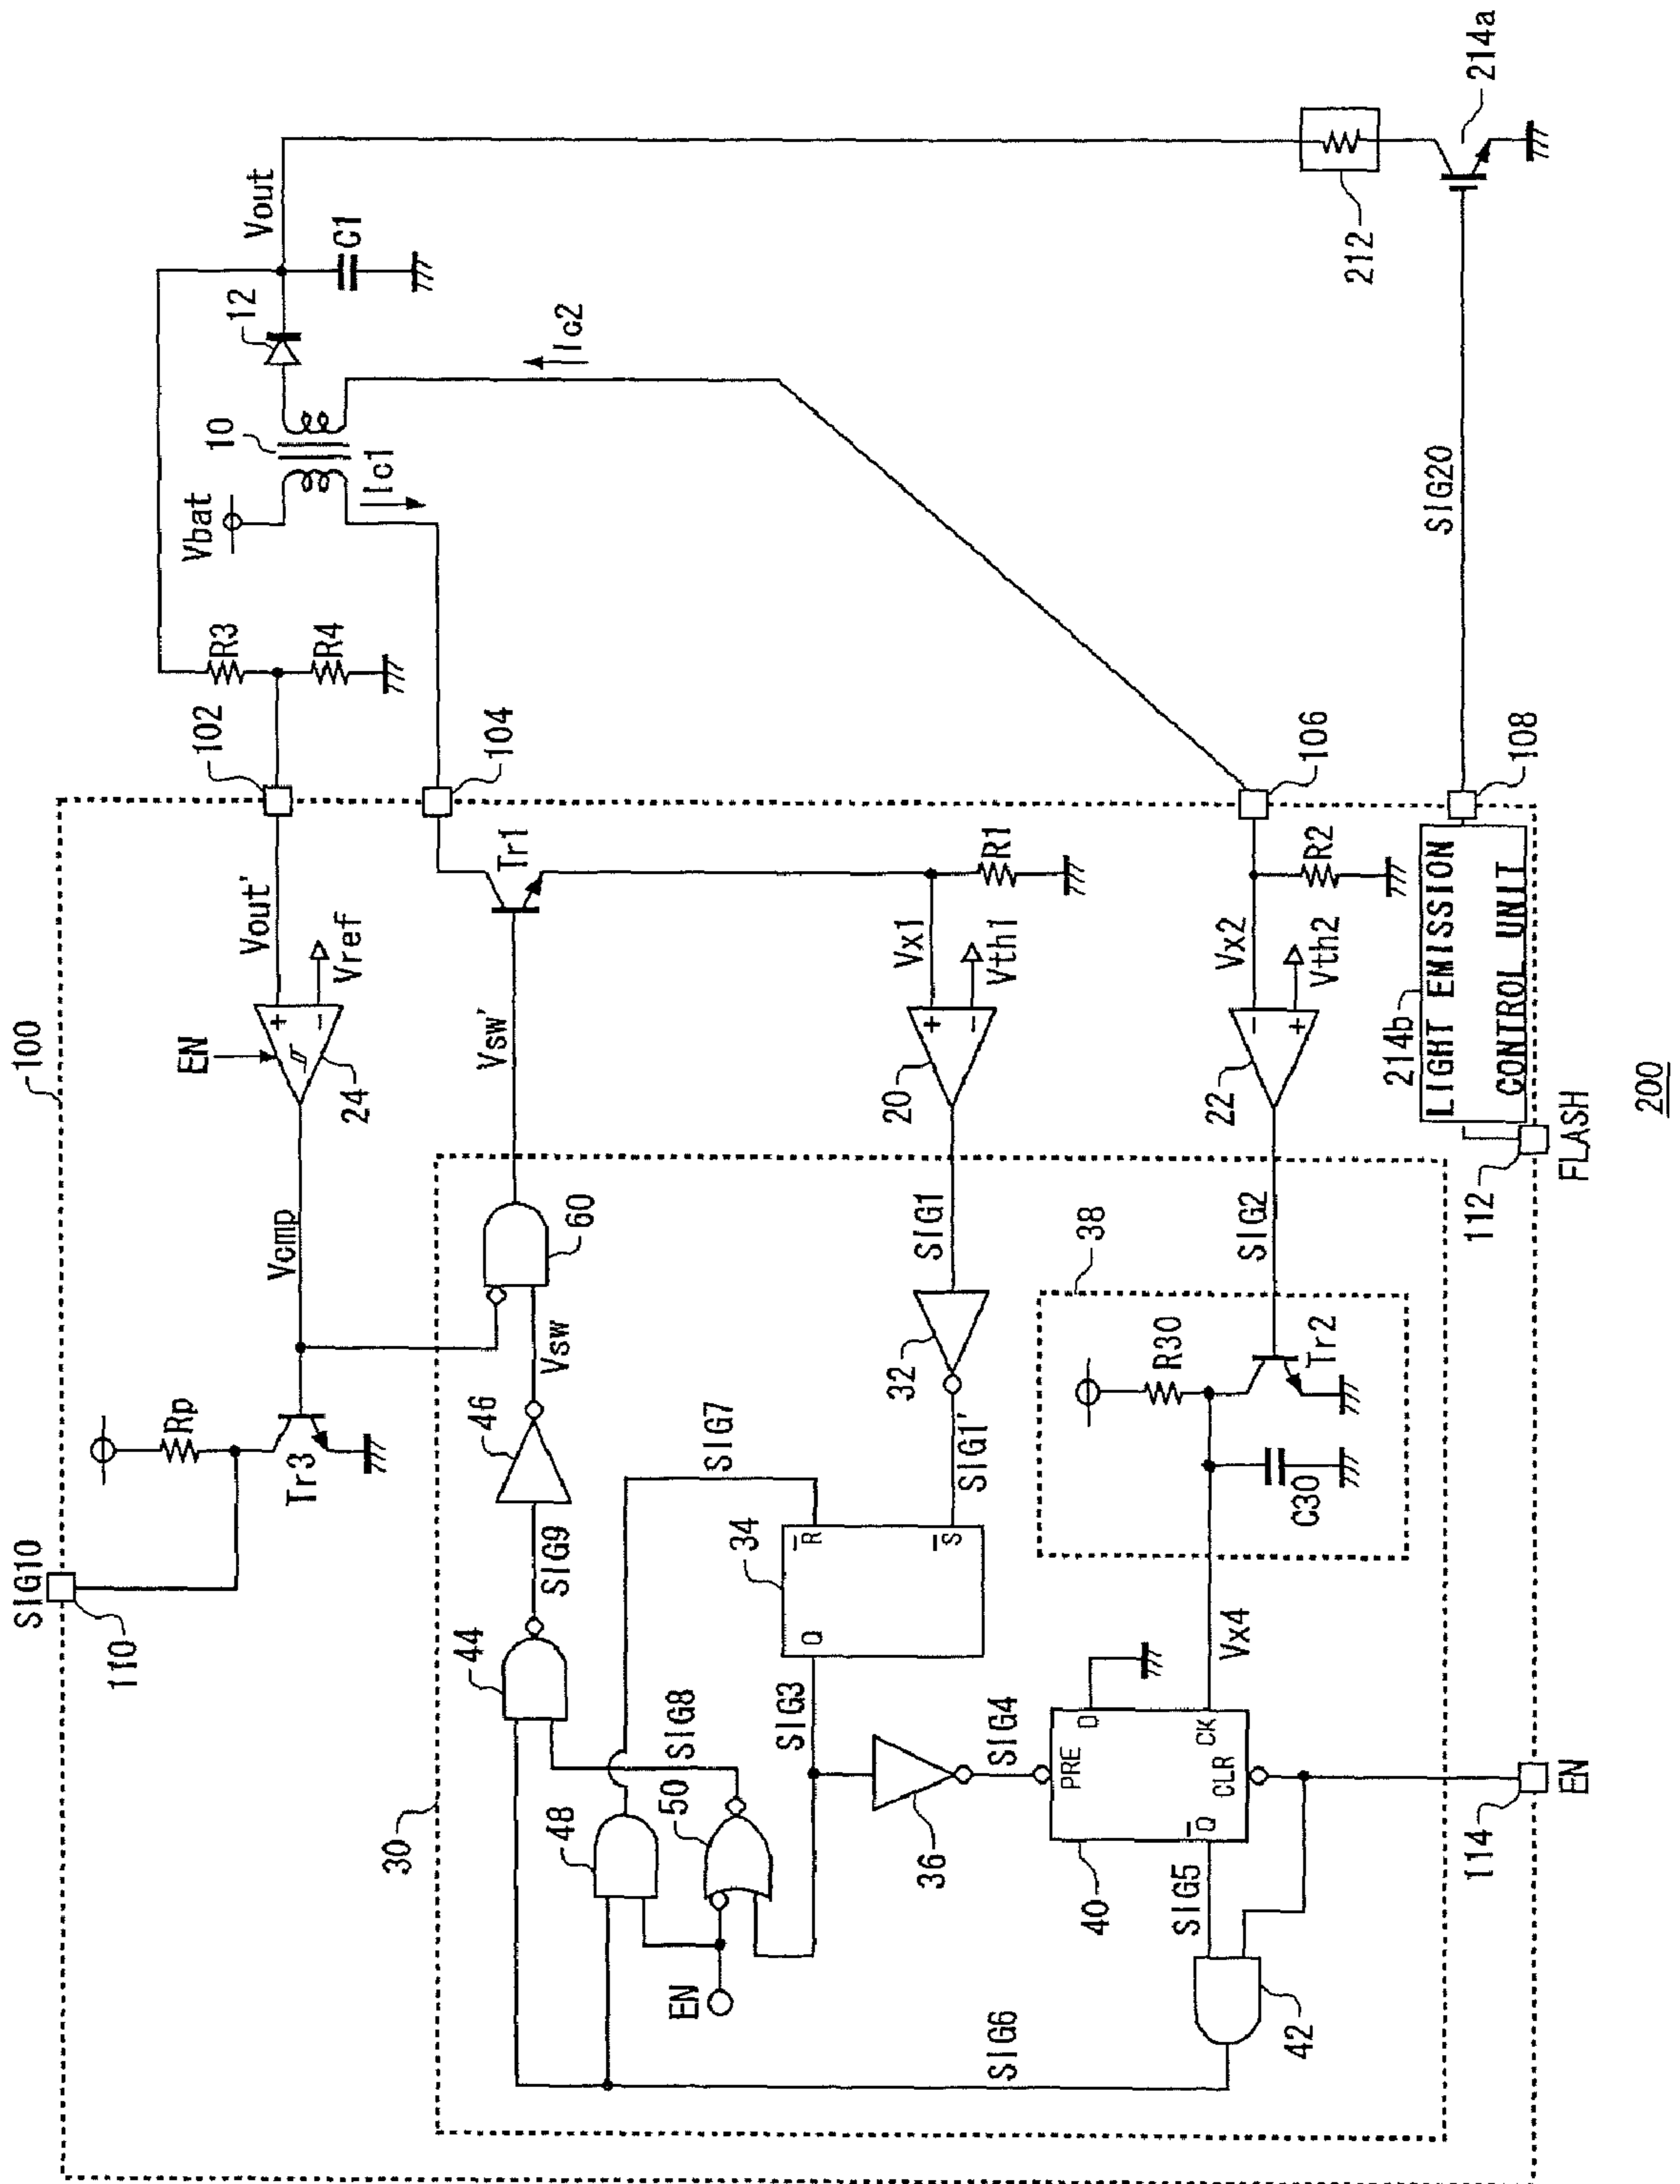 SIG10
110
100
Rp
Tr3
Vcmp
EN
24
Vout'
Vref
102
R3
R4
Vbat
10
Ic1
12
Vout
C1
Ic2
104
Tr1
Vsw'
60
Vsw
46
SIG9
44
30
48
SIG8
50
EN
SIG7
34
R
S
Q
SIG3
36
SIG4
SIG1'
32
SIG1
20
Vx1
Vth1
R1
106
Vx2
Vth2
R2
22
SIG2
38
R30
Tr2
C30
Vx4
PRE
D
CK
CLR
Q
40
SIG5
42
SIG6
114
EN
112
FLASH
214b
LIGHT EMISSION
CONTROL UNIT
108
SIG20
212
214a
200